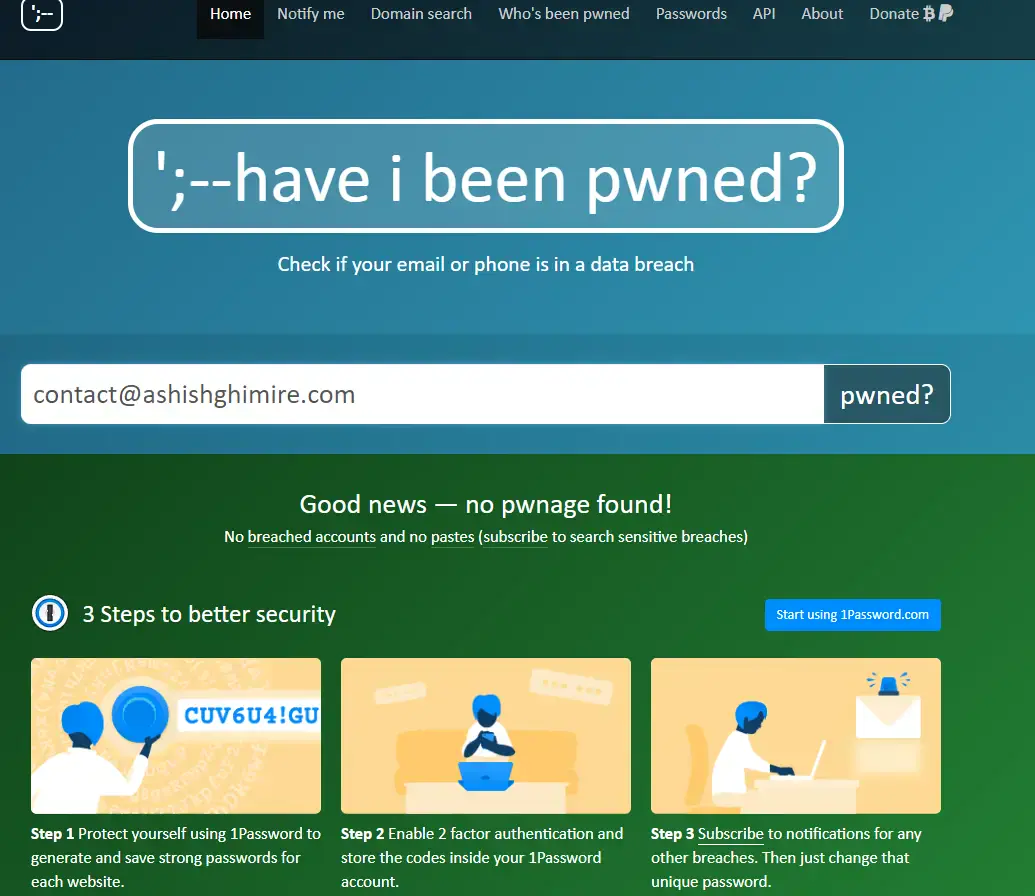 ';--
Home Notify me Domain search Who's been pwned Passwords API About Donate
';--have i been pwned?
Check if your email or phone is in a data breach
contact@ashishghimire.com pwned?
Good news — no pwnage found!
No breached accounts and no pastes (subscribe to search sensitive breaches)
3 Steps to better security
Start using 1Password.com
CUV6U4!GU
Step 1 Protect yourself using 1Password to
generate and save strong passwords for
each website.
Step 2 Enable 2 factor authentication and
store the codes inside your 1Password
account.
Step 3 Subscribe to notifications for any
other breaches. Then just change that
unique password.